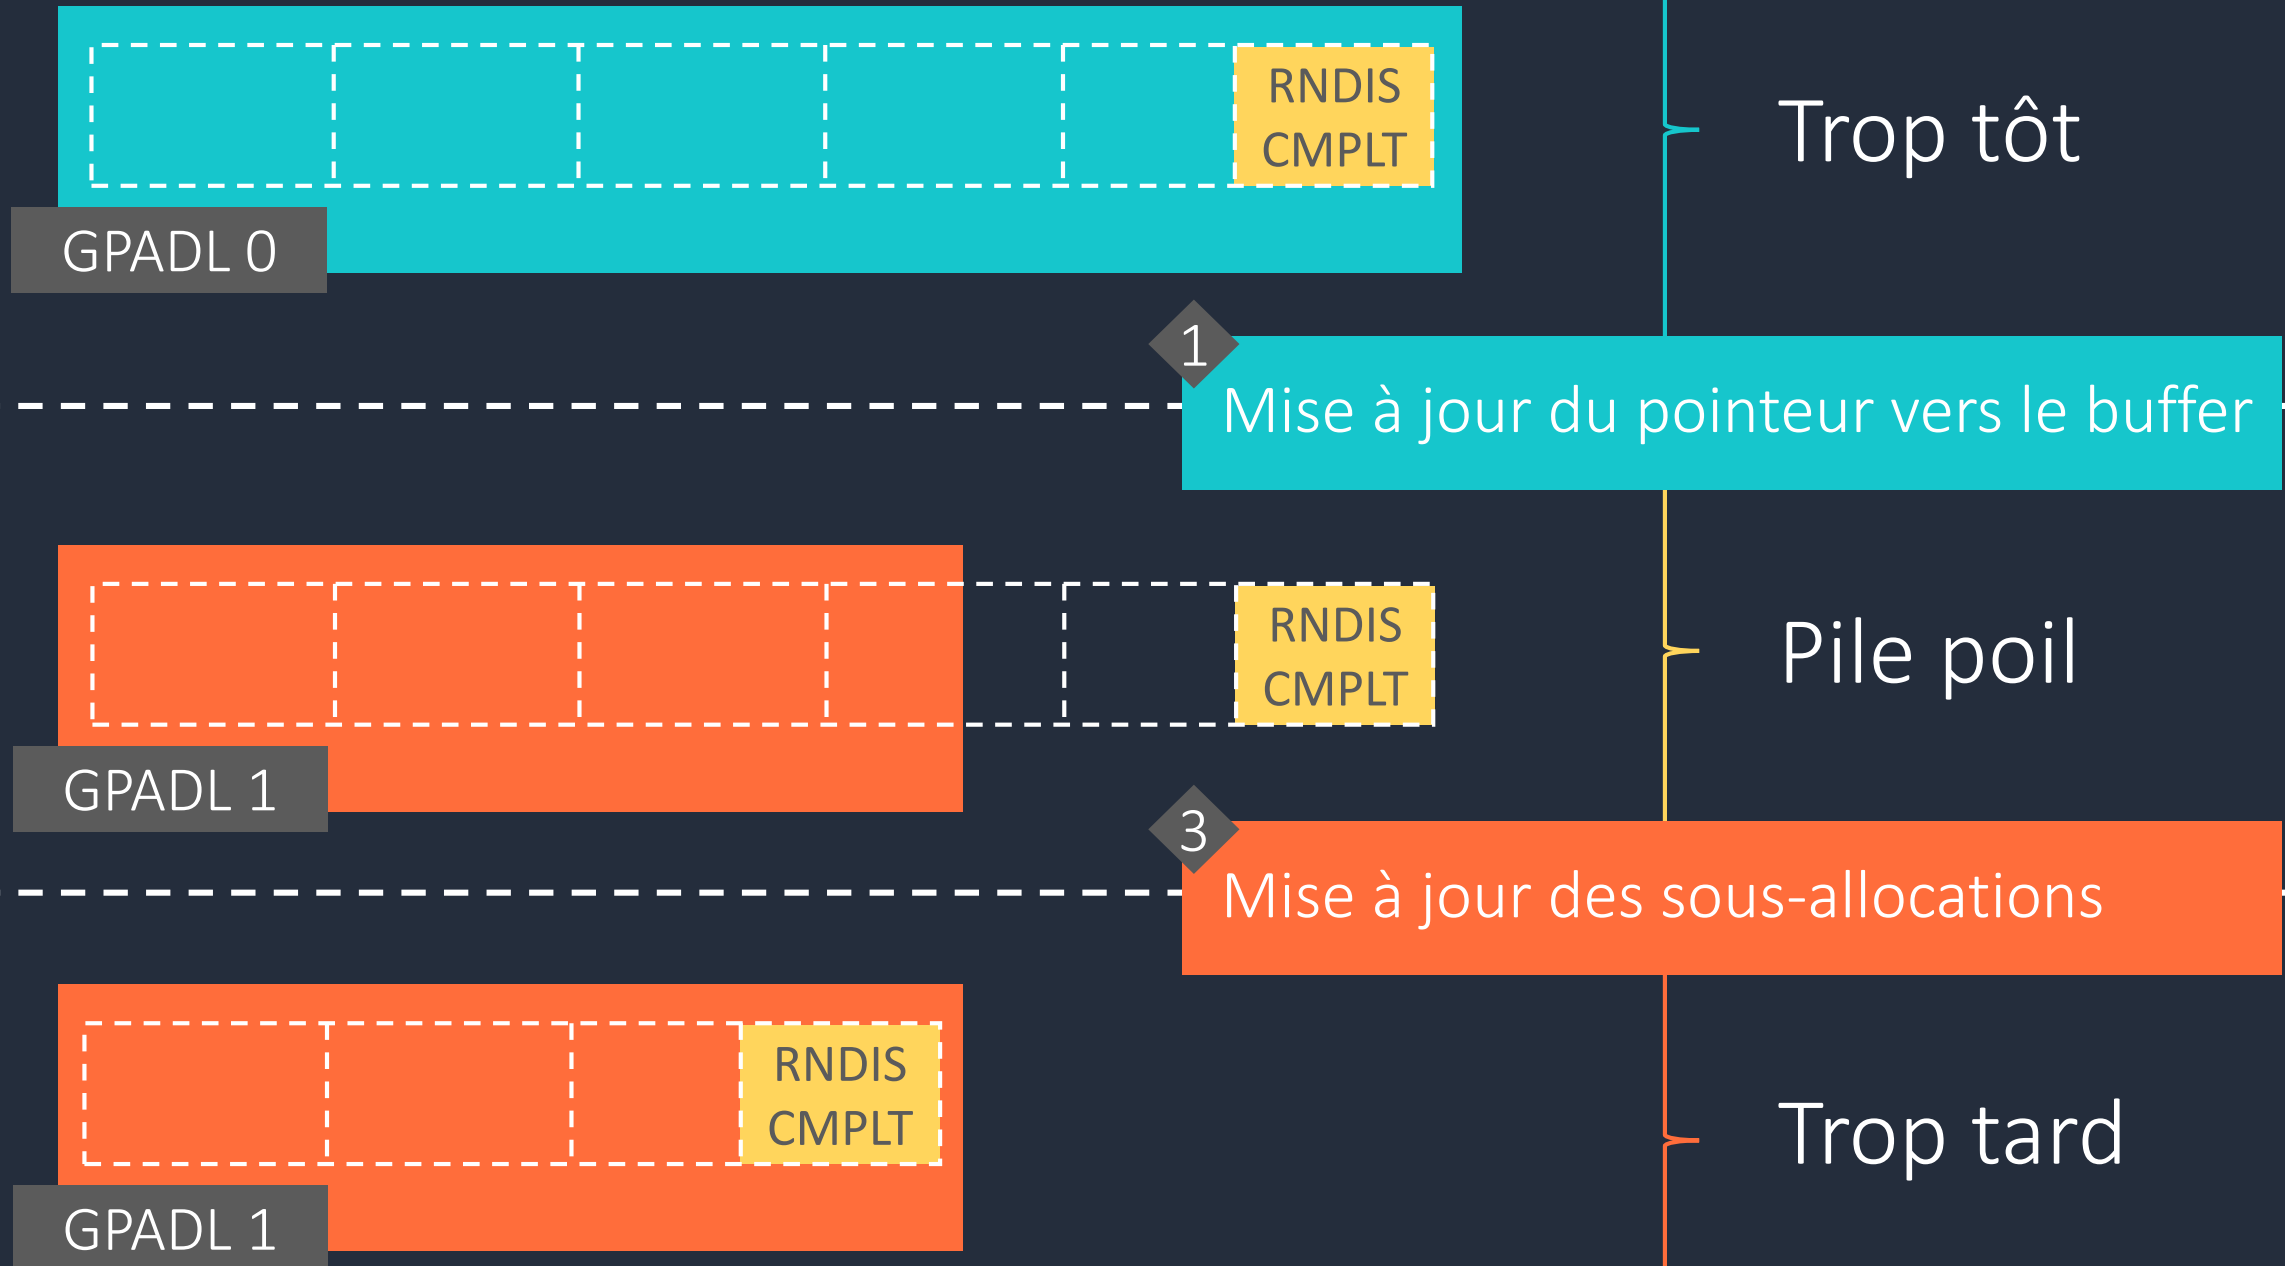 RNDIS
CMPLT
Trop tôt
GPADL 0
1
Mise à jour du pointeur vers le buffer
RNDIS
CMPLT
Pile poil
GPADL 1
3
Mise à jour des sous-allocations
RNDIS
CMPLT
Trop tard
GPADL 1